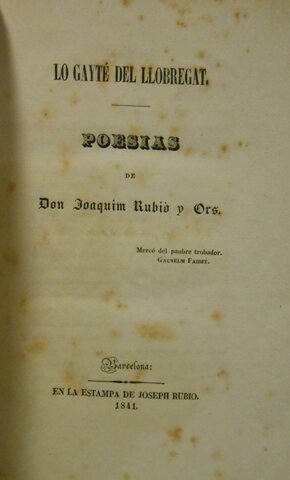 LO GAYTÉ DEL LLOBREGAT.
POESIAS
DE
Don Joaquim Rubió y Ors.
Mercé del paubre trobador.
GAUSELM FAIDIT.
Barcelona:
EN LA ESTAMPA DE JOSEPH RUBIO.
1841.